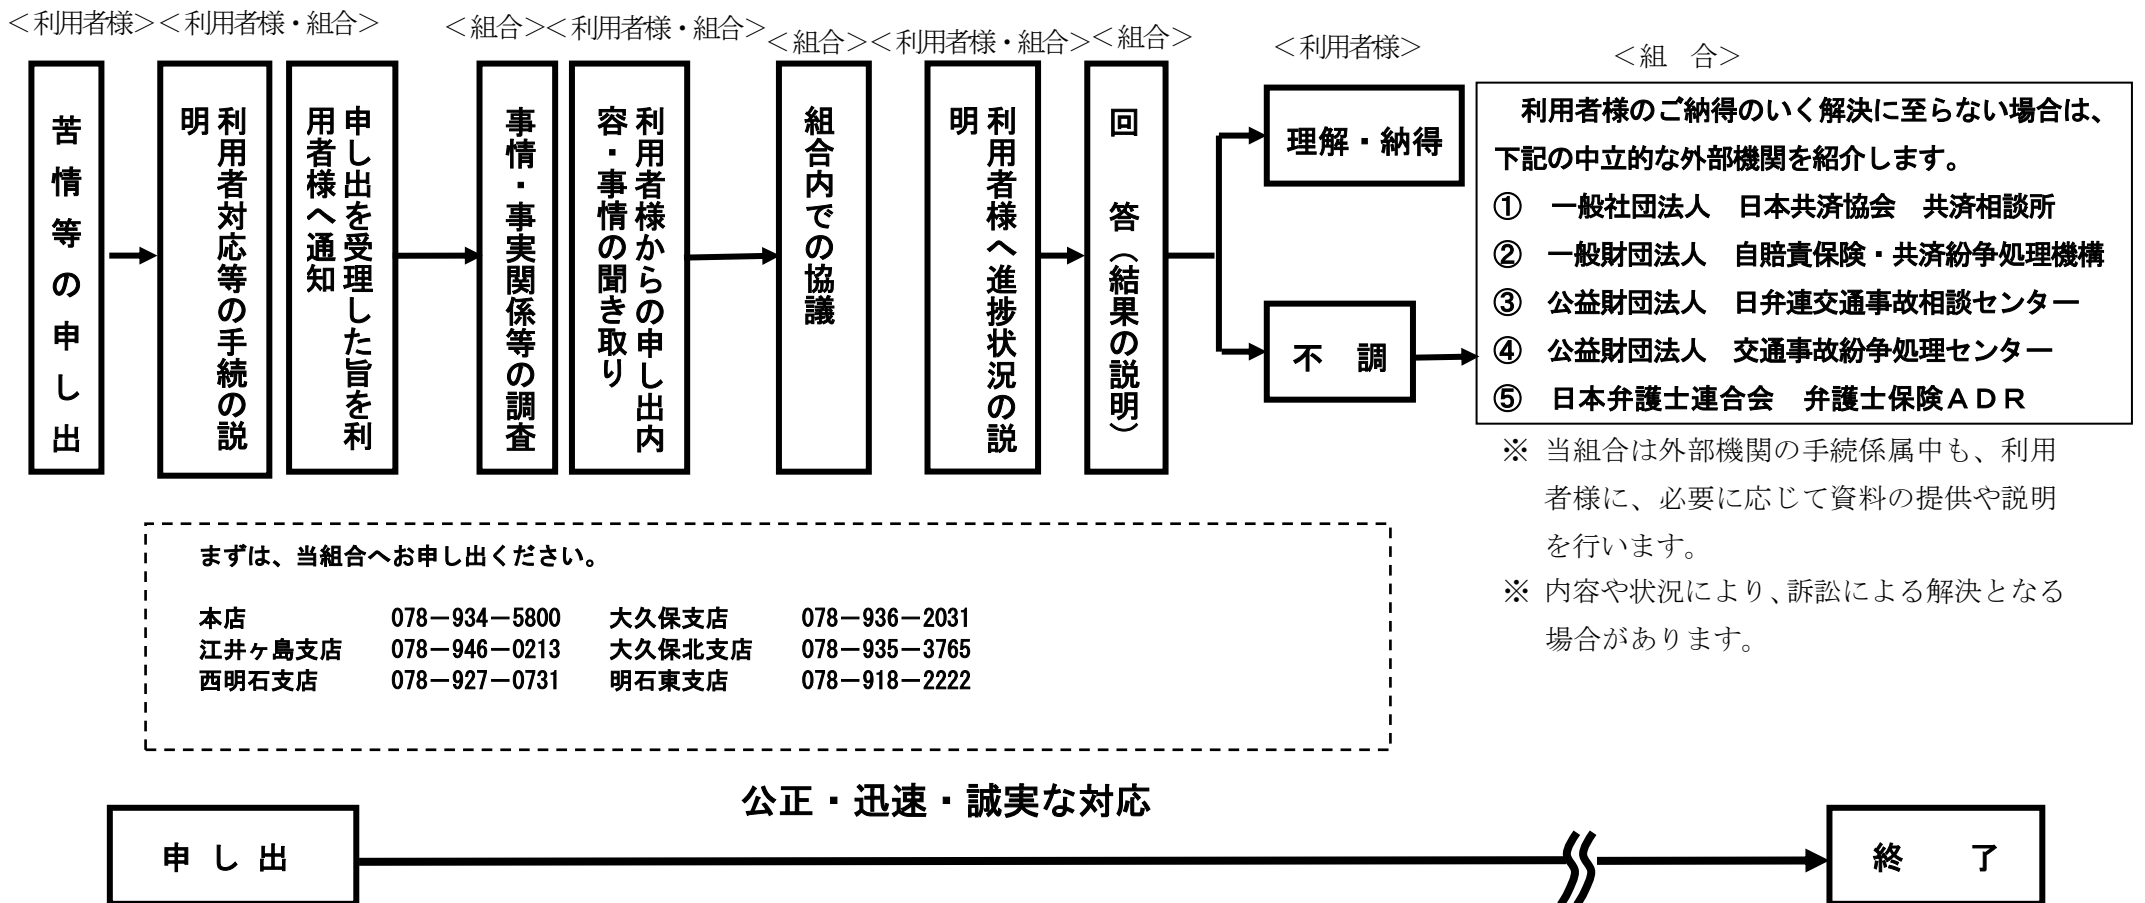 ＜利用者様＞
＜利用者様・組合＞
＜組合＞
＜利用者様・組合＞
＜組合＞
＜利用者様・組合＞
＜組合＞
＜利用者様＞
＜組　合＞
苦情等の申し出
利用者対応等の手続の説
明
申し出を受理した旨を利
用者様へ通知
事情・事実関係等の調査
利用者様からの申し出内
容・事情の聞き取り
組合内での協議
利用者様へ進捗状況の説
明
回　答（結果の説明）
理解・納得
不　調
利用者様のご納得のいく解決に至らない場合は、
下記の中立的な外部機関を紹介します。
①　一般社団法人　日本共済協会　共済相談所
②　一般財団法人　自賠責保険・共済紛争処理機構
③　公益財団法人　日弁連交通事故相談センター
④　公益財団法人　交通事故紛争処理センター
⑤　日本弁護士連合会　弁護士保険ＡＤＲ
※　当組合は外部機関の手続係属中も、利用
者様に、必要に応じて資料の提供や説明
を行います。
※　内容や状況により、訴訟による解決となる
場合があります。
まずは、当組合へお申し出ください。
本店　078－934－5800　大久保支店　078－936－2031
江井ヶ島支店　078－946－0213　大久保北支店　078－935－3765
西明石支店　078－927－0731　明石東支店　078－918－2222
公正・迅速・誠実な対応
申し出
終　了